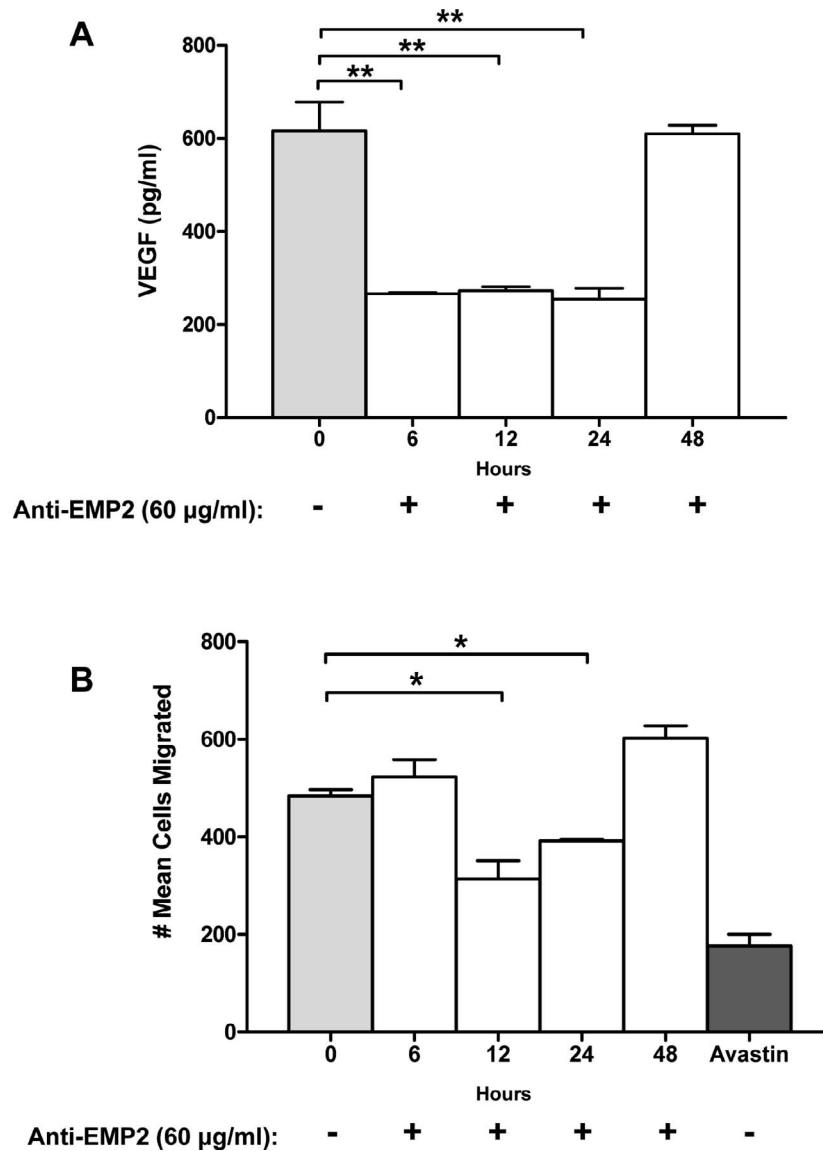 A
**
**
**
800
600
400
200
0
VEGF (pg/ml)
0 6 12 24 48
Hours
Anti-EMP2 (60 µg/ml): - + + + +
B
*
*
800
600
400
200
0
# Mean Cells Migrated
0 6 12 24 48 Avastin
Hours
Anti-EMP2 (60 µg/ml): - + + + + -